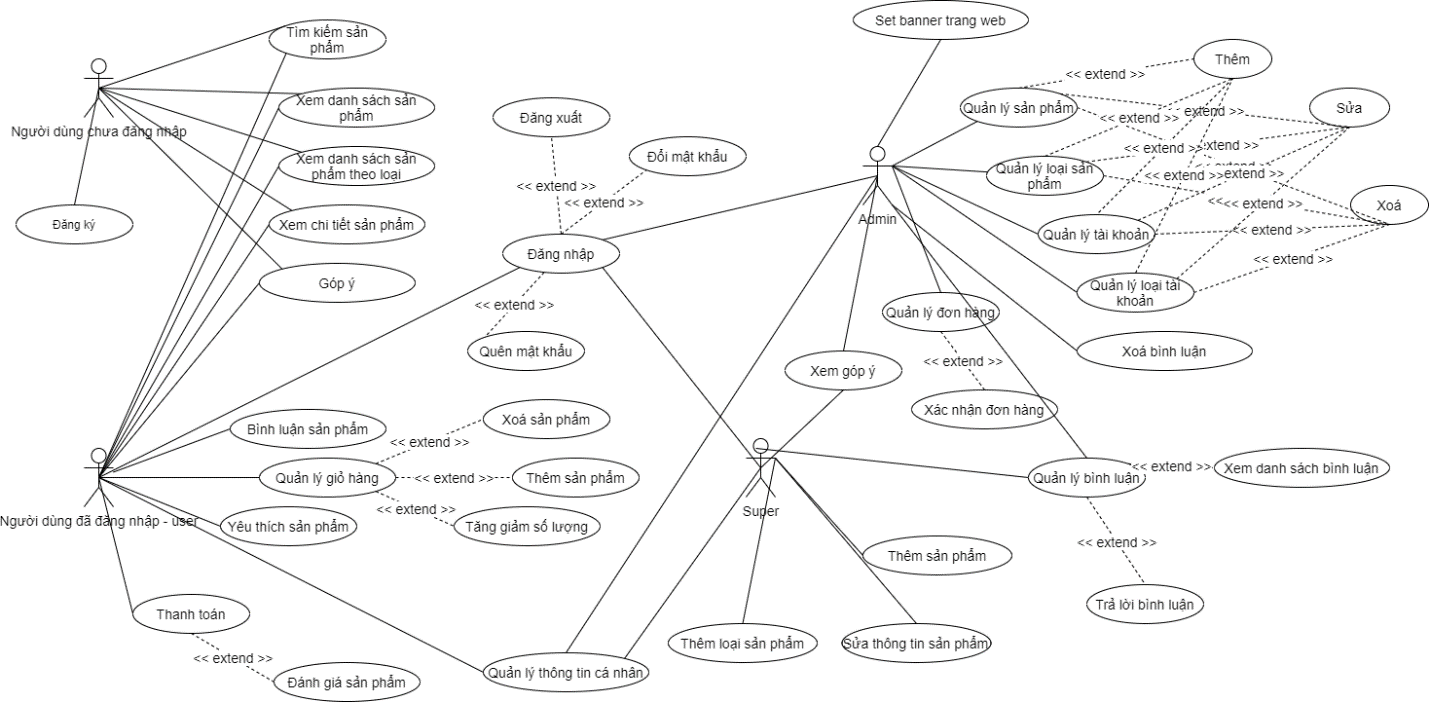 Set banner trang web
Tìm kiếm sản
phẩm
Thêm
<< extend >>
Xem danh sách sản
phẩm
Quản lý sản phẩm
Sửa
<< extend >>
<< extend >>
Người dùng chưa đăng nhập
Đăng xuất
Đổi mật khẩu
<< extend >>
<< extend >>
Xem danh sách sản
phẩm theo loại
Quản lý loại sản
phẩm
<< extend >>
<< extend >>
<< extend >>
<< extend >>
Xoá
<< extend >>
<< extend >>
Admin
Đăng ký
Xem chi tiết sản phẩm
Quản lý tài khoản
<< extend >>
Đăng nhập
<< extend >>
Góp ý
Quản lý loại tài
khoản
<< extend >>
Quản lý đơn hàng
Quên mật khẩu
Xoá bình luận
<< extend >>
Xem góp ý
Xác nhận đơn hàng
Xoá sản phẩm
Bình luận sản phẩm
<< extend >>
Quản lý giỏ hàng
<< extend >>
Thêm sản phẩm
Quản lý bình luận
<< extend >>
Xem danh sách bình luận
<< extend >>
Super
Người dùng đã đăng nhập - user
Yêu thích sản phẩm
Tăng giảm số lượng
<< extend >>
Thêm sản phẩm
Trả lời bình luận
Thanh toán
Thêm loại sản phẩm
Sửa thông tin sản phẩm
<< extend >>
Quản lý thông tin cá nhân
Đánh giá sản phẩm